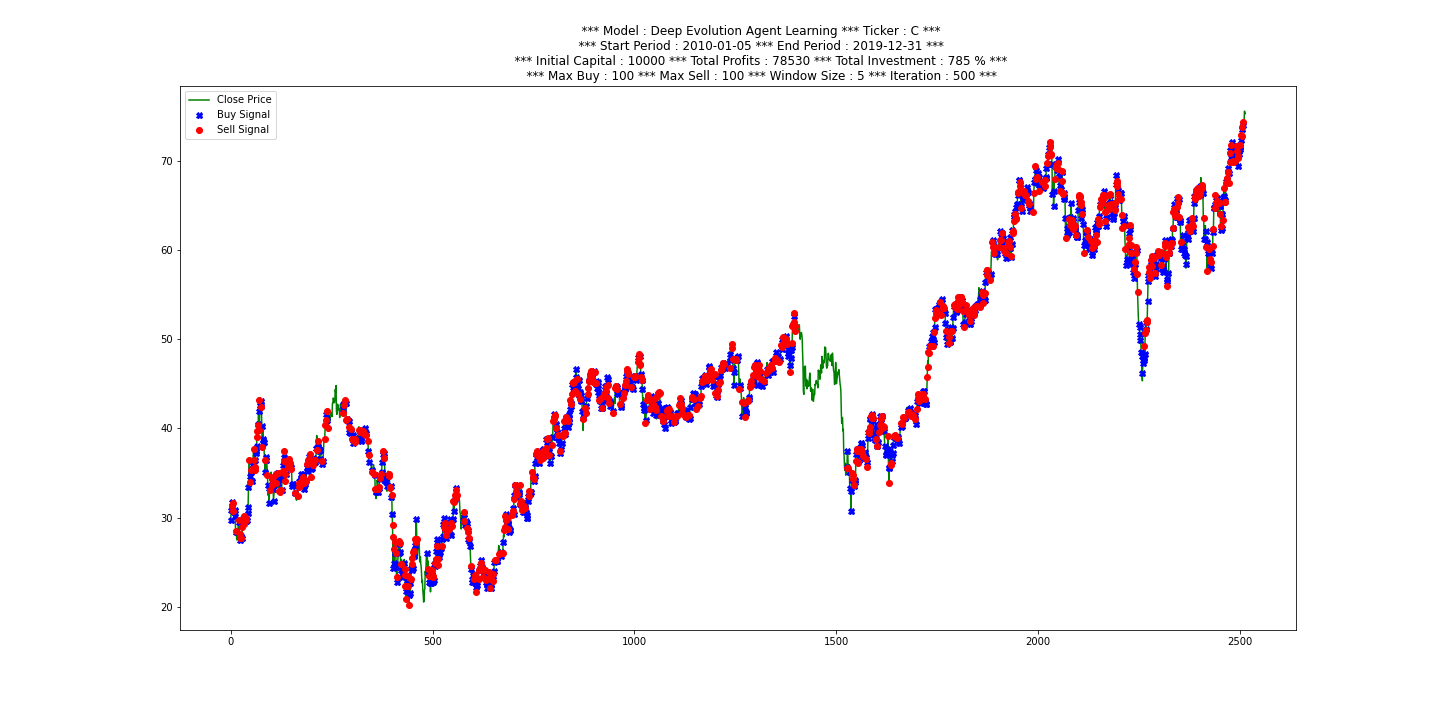 *** Model : Deep Evolution Agent Learning *** Ticker : C ***
*** Start Period : 2010-01-05 *** End Period : 2019-12-31 ***
*** Initial Capital : 10000 *** Total Profits : 78530 *** Total Investment : 785 % ***
*** Max Buy : 100 *** Max Sell : 100 *** Window Size : 5 *** Iteration : 500 ***
Close Price
Buy Signal
Sell Signal
70
60
50
40
30
20
0 500 1000 1500 2000 2500